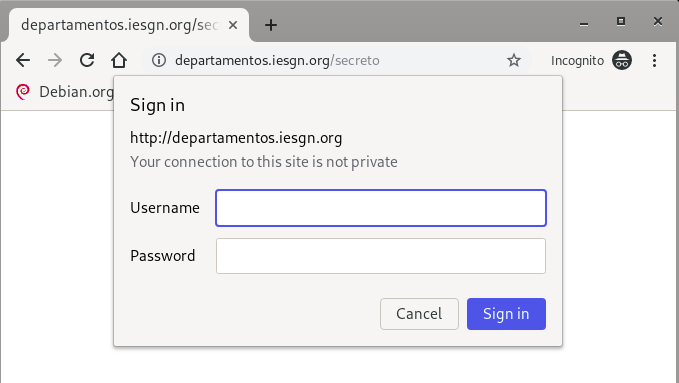 departamentos.iesgn.org/sec
departamentos.iesgn.org/secreto
Incognito
Debian.org
Sign in
http://departamentos.iesgn.org
Your connection to this site is not private
Username
Password
Cancel
Sign in